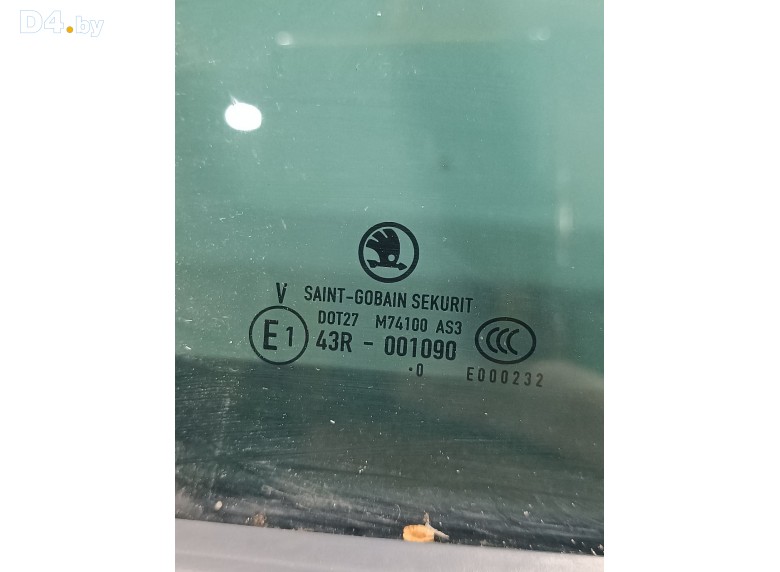 D4.by
V SAINT-GOBAIN SEKURIT
DOT27 M74100 AS3
E1 43R - 001090 CCC
.0 E000232